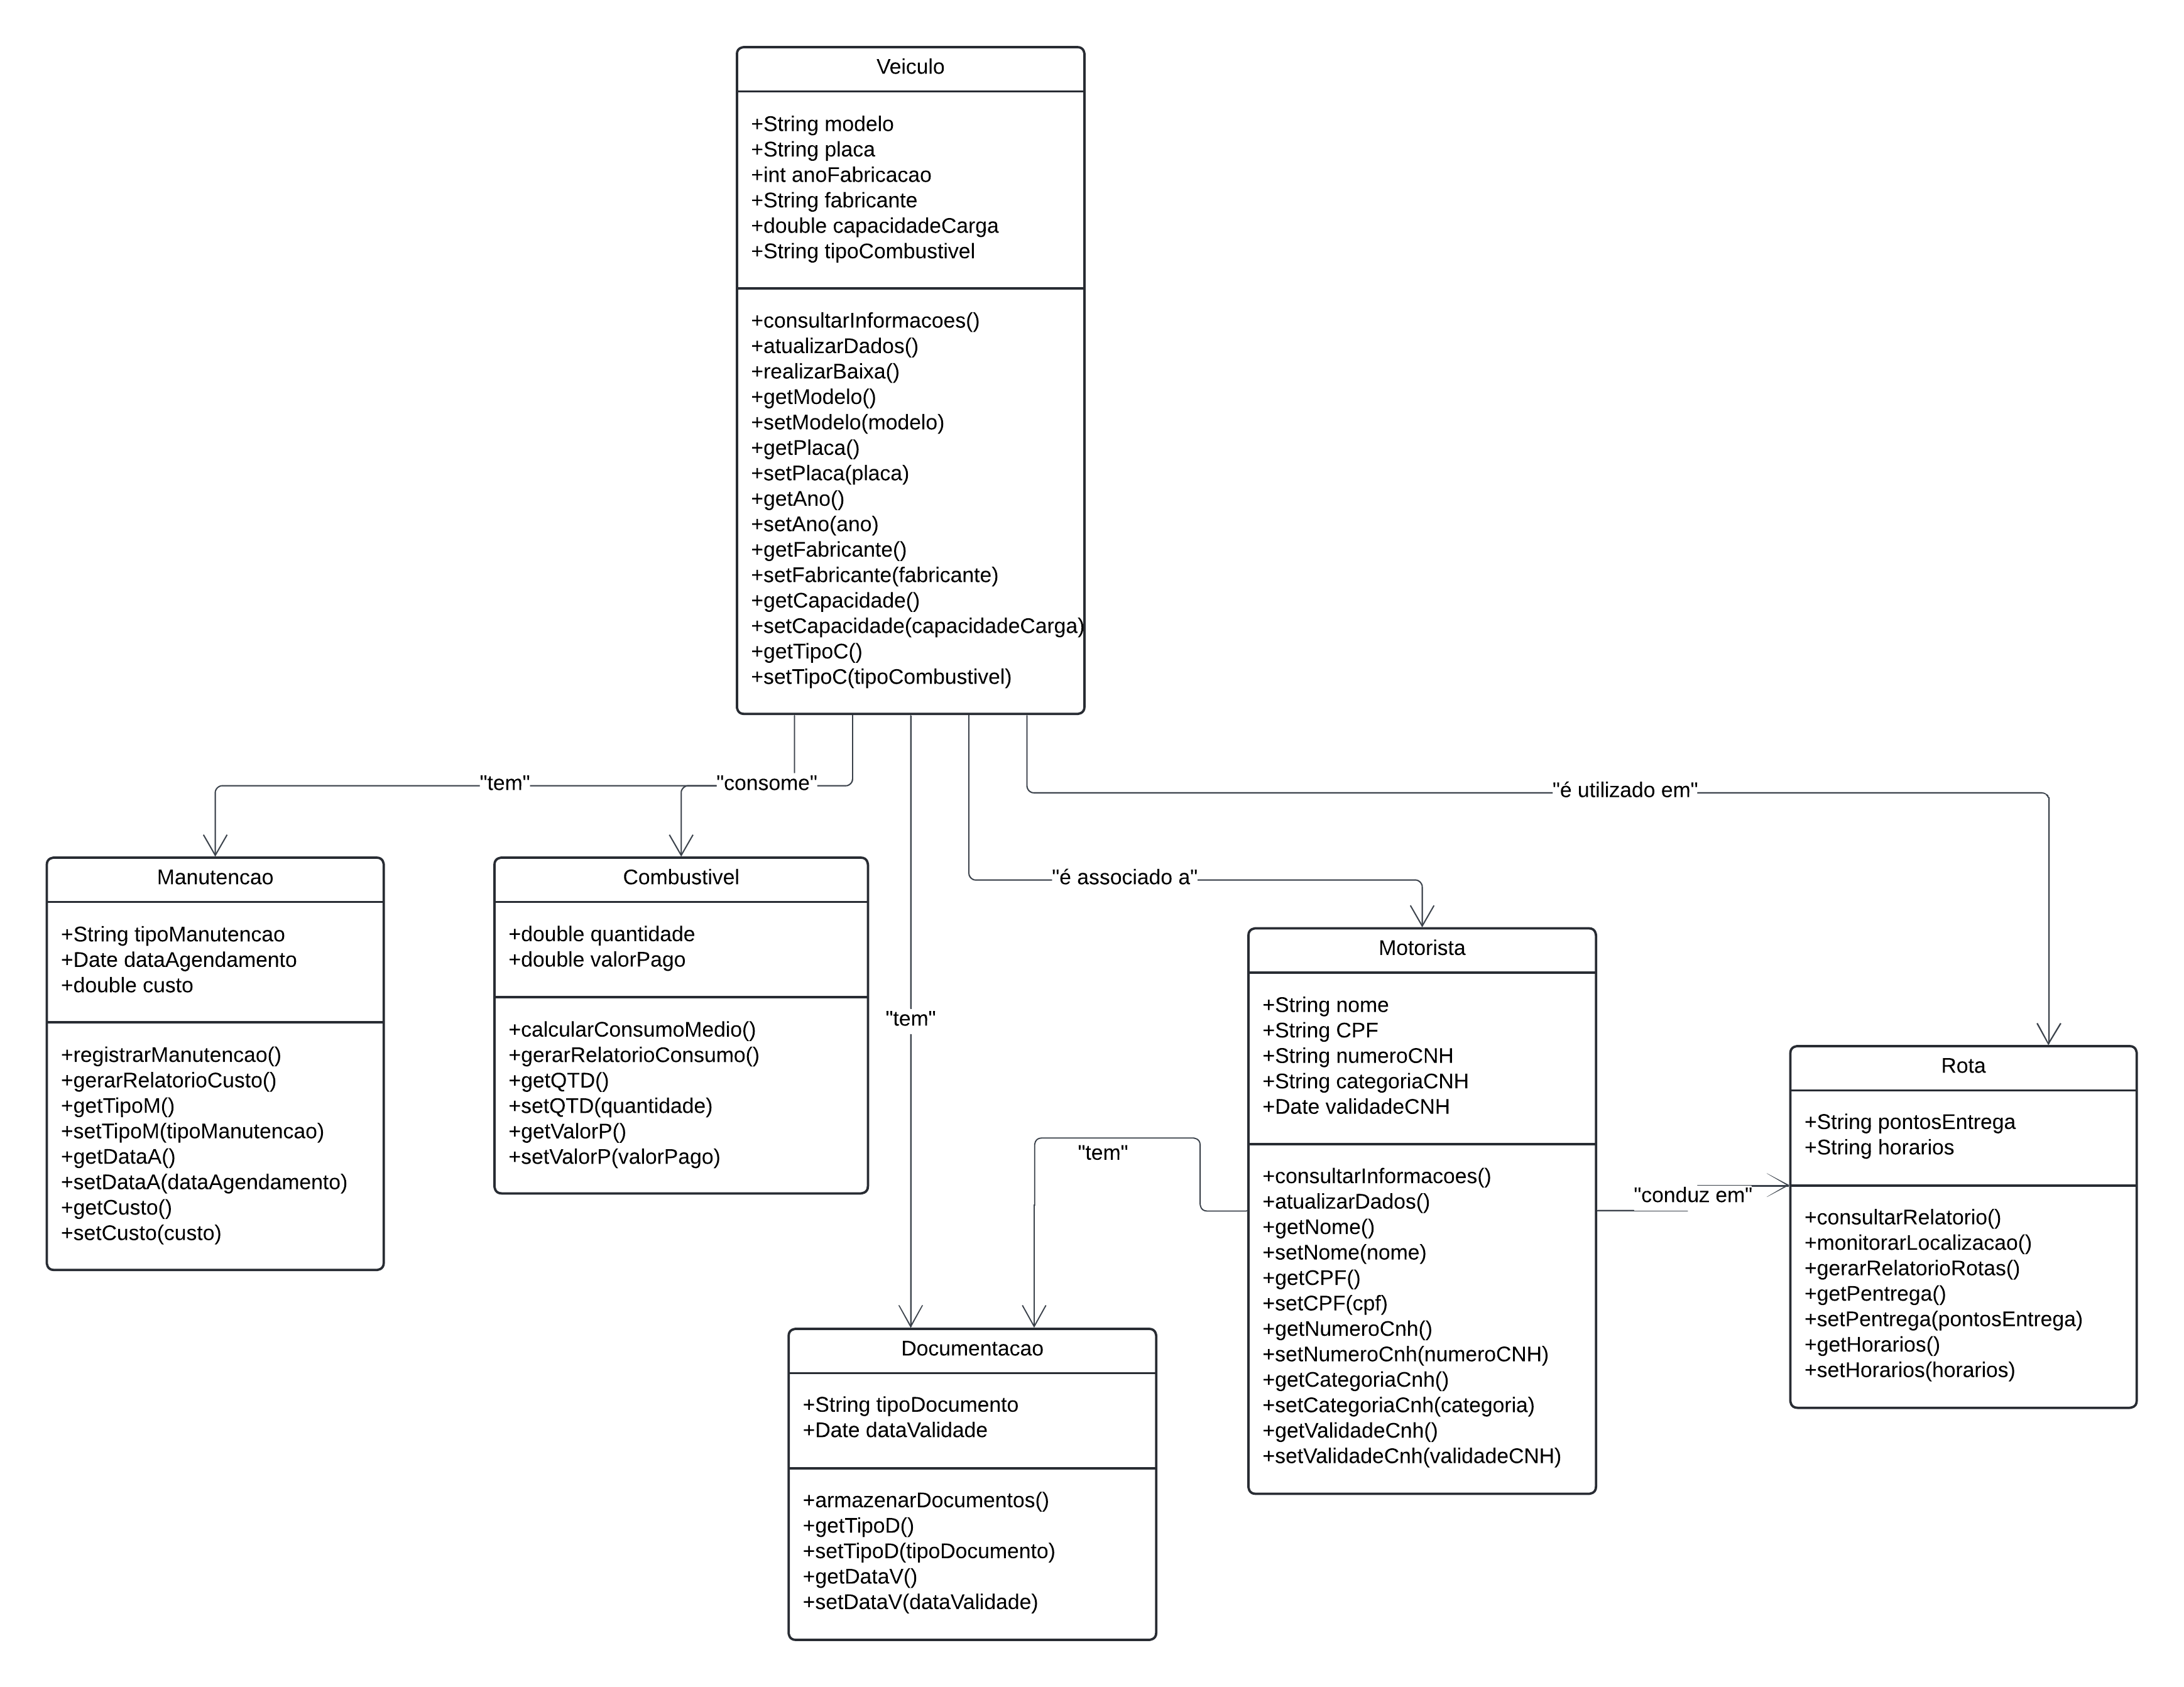 Veiculo
+String modelo
+String placa
+int anoFabricacao
+String fabricante
+double capacidadeCarga
+String tipoCombustivel
+consultarInformacoes()
+atualizarDados()
+realizarBaixa()
+getModelo()
+setModelo(modelo)
+getPlaca()
+setPlaca(placa)
+getAno()
+setAno(ano)
+getFabricante()
+setFabricante(fabricante)
+getCapacidade()
+setCapacidade(capacidadeCarga)
+getTipoC()
+setTipoC(tipoCombustivel)
"tem"
"consome"
"é utilizado em"
"é associado a"
"tem"
"tem"
"conduz em"
Manutencao
+String tipoManutencao
+Date dataAgendamento
+double custo
+registrarManutencao()
+gerarRelatorioCusto()
+getTipoM()
+setTipoM(tipoManutencao)
+getDataA()
+setDataA(dataAgendamento)
+getCusto()
+setCusto(custo)
Combustivel
+double quantidade
+double valorPago
+calcularConsumoMedio()
+gerarRelatorioConsumo()
+getQTD()
+setQTD(quantidade)
+getValorP()
+setValorP(valorPago)
Motorista
+String nome
+String CPF
+String numeroCNH
+String categoriaCNH
+Date validadeCNH
+consultarInformacoes()
+atualizarDados()
+getNome()
+setNome(nome)
+getCPF()
+setCPF(cpf)
+getNumeroCnh()
+setNumeroCnh(numeroCNH)
+getCategoriaCnh()
+setCategoriaCnh(categoria)
+getValidadeCnh()
+setValidadeCnh(validadeCNH)
Rota
+String pontosEntrega
+String horarios
+consultarRelatorio()
+monitorarLocalizacao()
+gerarRelatorioRotas()
+getPentrega()
+setPentrega(pontosEntrega)
+getHorarios()
+setHorarios(horarios)
Documentacao
+String tipoDocumento
+Date dataValidade
+armazenarDocumentos()
+getTipoD()
+setTipoD(tipoDocumento)
+getDataV()
+setDataV(dataValidade)